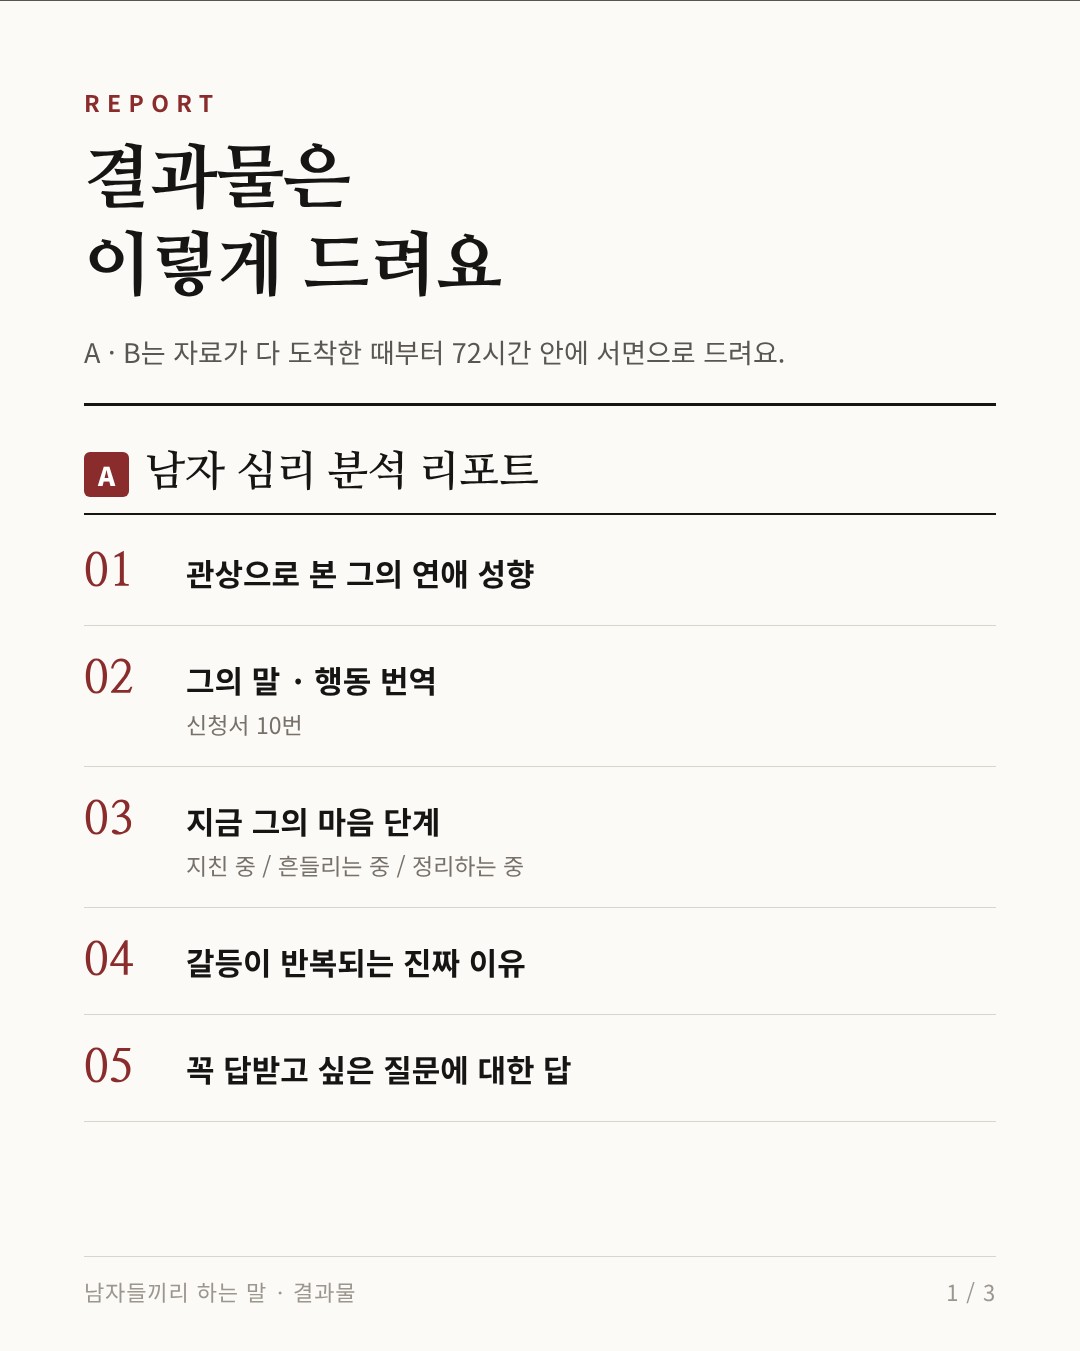 REPORT
결과물은
이렇게 드려요
A · B는 자료가 다 도착한 때부터 72시간 안에 서면으로 드려요.
A 남자 심리 분석 리포트
01 관상으로 본 그의 연애 성향
02 그의 말 · 행동 번역
신청서 10번
03 지금 그의 마음 단계
지친 중 / 흔들리는 중 / 정리하는 중
04 갈등이 반복되는 진짜 이유
05 꼭 답받고 싶은 질문에 대한 답
남자들끼리 하는 말 · 결과물 1 / 3